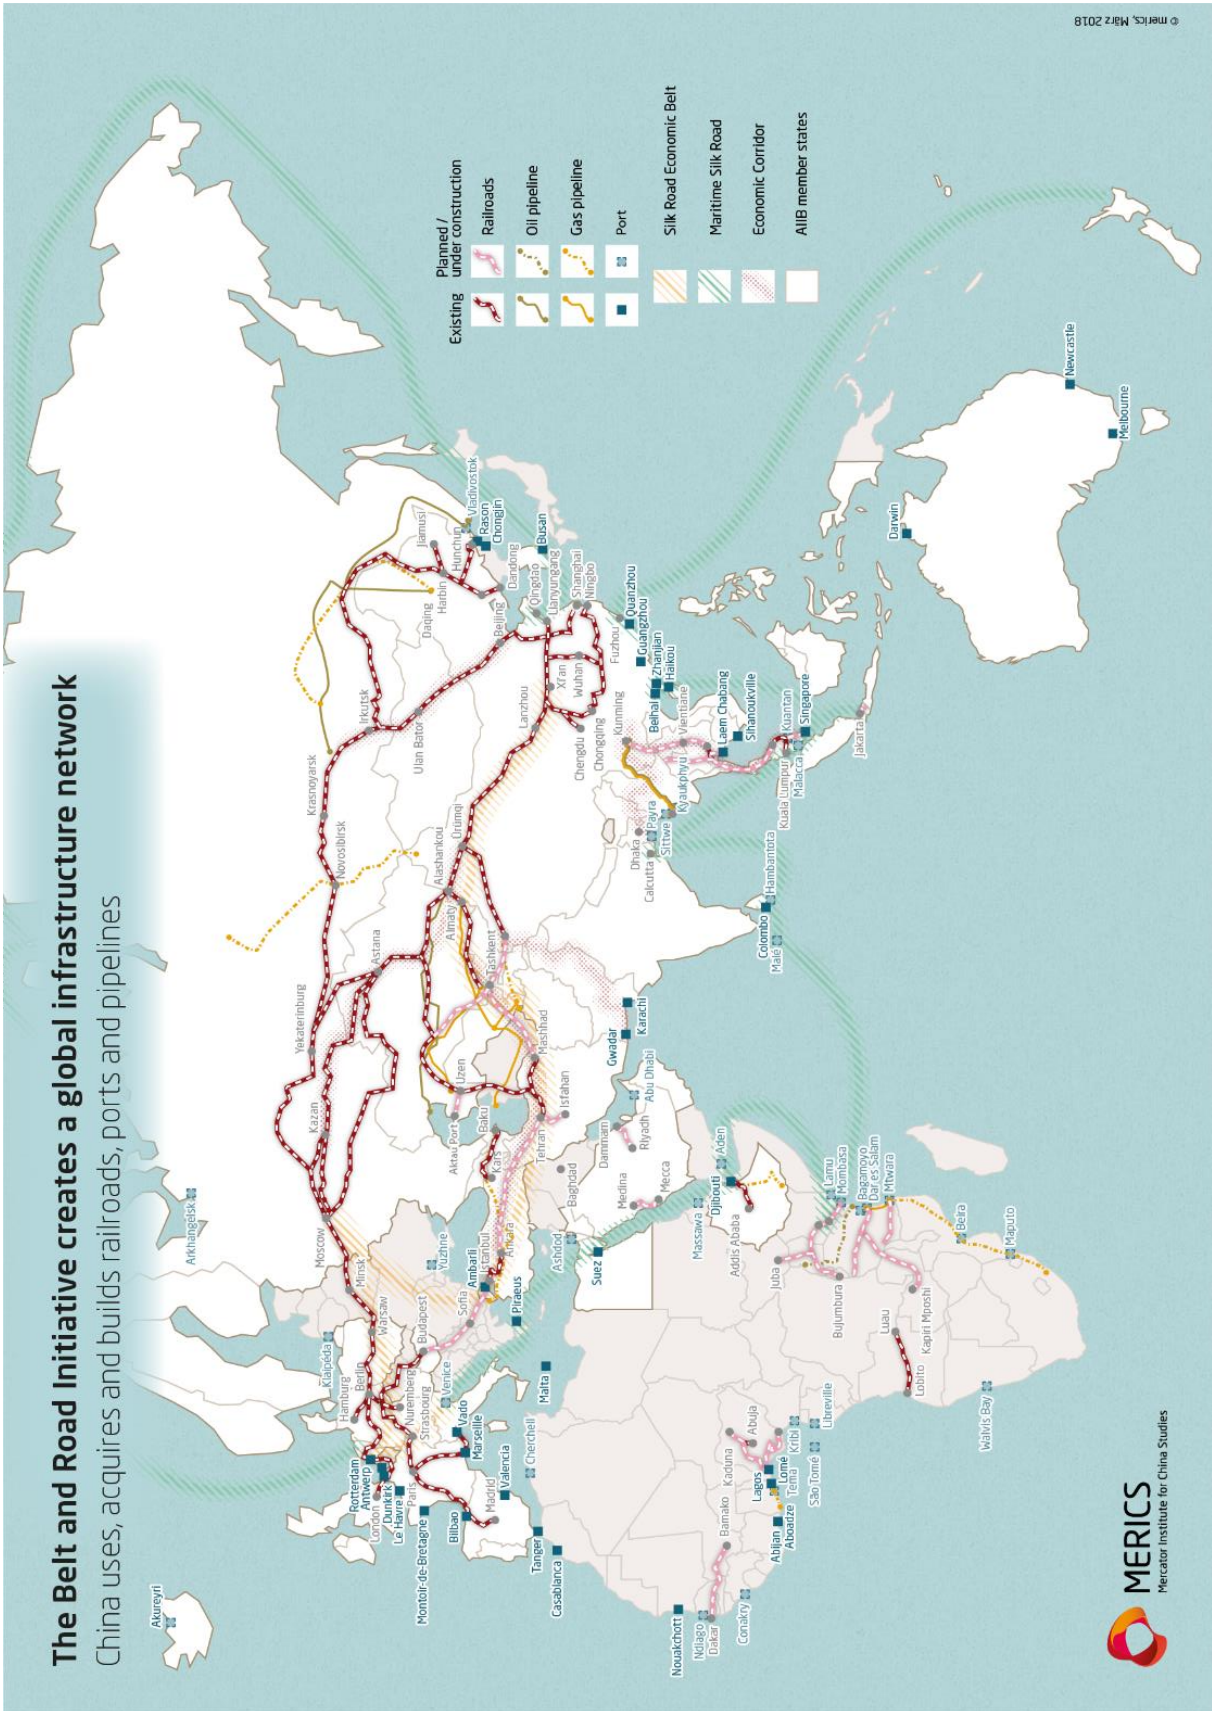 The Belt and Road Initiative creates a global infrastructure network
China uses, acquires and builds railroads, ports and pipelines
Existing
Planned /
under construction
Railroads
Oil pipeline
Gas pipeline
Port
Silk Road Economic Belt
Maritime Silk Road
Economic Corridor
AIIB member states
Akureyri
Arkhangelsk
Klaipėda
Hamburg
Berlin
Warsaw
Minsk
Moscow
Kazan
Yekaterinburg
Astana
Novosibirsk
Krasnoyarsk
Irkutsk
Ulan Bator
Rotterdam
Antwerp
London
Dunkirk
Le Havre
Paris
Montoir-de-Bretagne
Nuremberg
Strasbourg
Budapest
Yuzhne
Bilbao
Madrid
Valencia
Marseille
Vado
Venice
Sofia
Ambarli
Istanbul
Ankara
Piraeus
Kars
Baku
Aktau Port
Uzen
Tehran
Isfahan
Mashhad
Tashkent
Almaty
Alashankou
Ürümqi
Lanzhou
Xi'an
Wuhan
Chengdu
Chongqing
Kunming
Beijing
Daqing
Harbin
Jiamusi
Hunchun
Vladivostok
Rason
Chongjin
Dandong
Qingdao
Lianyungang
Busan
Shanghai
Ningbo
Fuzhou
Quanzhou
Guangzhou
Zhanjian
Beihai
Haikou
Vientiane
Laem Chabang
Sihanoukville
Kuantan
Singapore
Kuala Lumpur
Malacca
Jakarta
Kyaukphyu
Sittwe
Payra
Dhaka
Calcutta
Hambantota
Colombo
Malé
Gwadar
Karachi
Abu Dhabi
Dammam
Riyadh
Medina
Mecca
Baghdad
Ashdod
Suez
Malta
Cherchell
Tanger
Casablanca
Nouakchott
Ndiago
Dakar
Conakry
Bamako
Abijan
Aboadze
Tema
Lomé
Lagos
Kaduna
Abuja
Kribi
São Tomé
Libreville
Massawa
Djibouti
Aden
Addis Ababa
Juba
Lamu
Mombasa
Bagamoyo
Dar es Salam
Mtwara
Bujumbura
Luau
Kapiri Mposhi
Lobito
Walvis Bay
Beira
Maputo
Darwin
Newcastle
Melbourne
MERICS
Mercator Institute for China Studies
© merics, März 2018